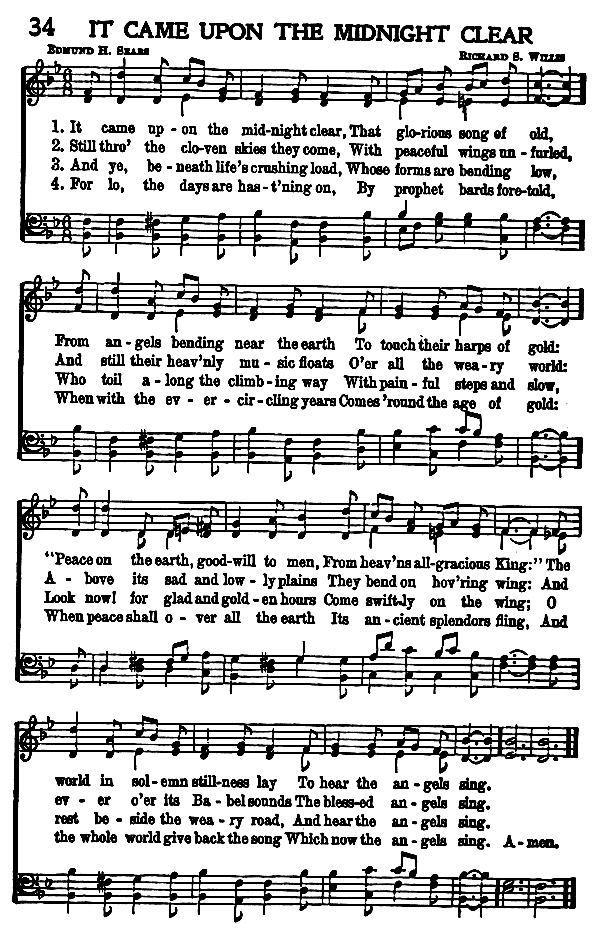 34 IT CAME UPON THE MIDNIGHT CLEAR
EDMUND H. SEARS
RICHARD S. WILLIS
1. It came up - on the mid-night clear, That glo-rious song of old,
2. Still thro' the clo-ven skies they come, With peaceful wings un - furled,
3. And ye, be - neath life's crushing load, Whose forms are bending low,
4. For lo, the days are has-t'ning on, By prophet bards fore-told,
From an - gels bending near the earth To touch their harps of gold:
And still their heav'nly mu - sic floats O'er all the wea - ry world:
Who toil a - long the climb-ing way With pain - ful steps and slow,
When with the ev - er - cir - cling years Comes 'round the age of gold:
"Peace on the earth, good-will to men, From heav'ns all-gracious King:" The
A - bove its sad and low - ly plains They bend on hov'ring wing: And
Look now! for glad and gold - en hours Come swift-ly on the wing; O
When peace shall o - ver all the earth Its an - cient splendors fling, And
world in sol - emn still-ness lay To hear the an - gels sing.
ev - er o'er its Ba - bel sounds The bless-ed an - gels sing.
rest be - side the wea - ry road, And hear the an - gels sing.
the whole world give back the song Which now the an - gels sing. A - men.